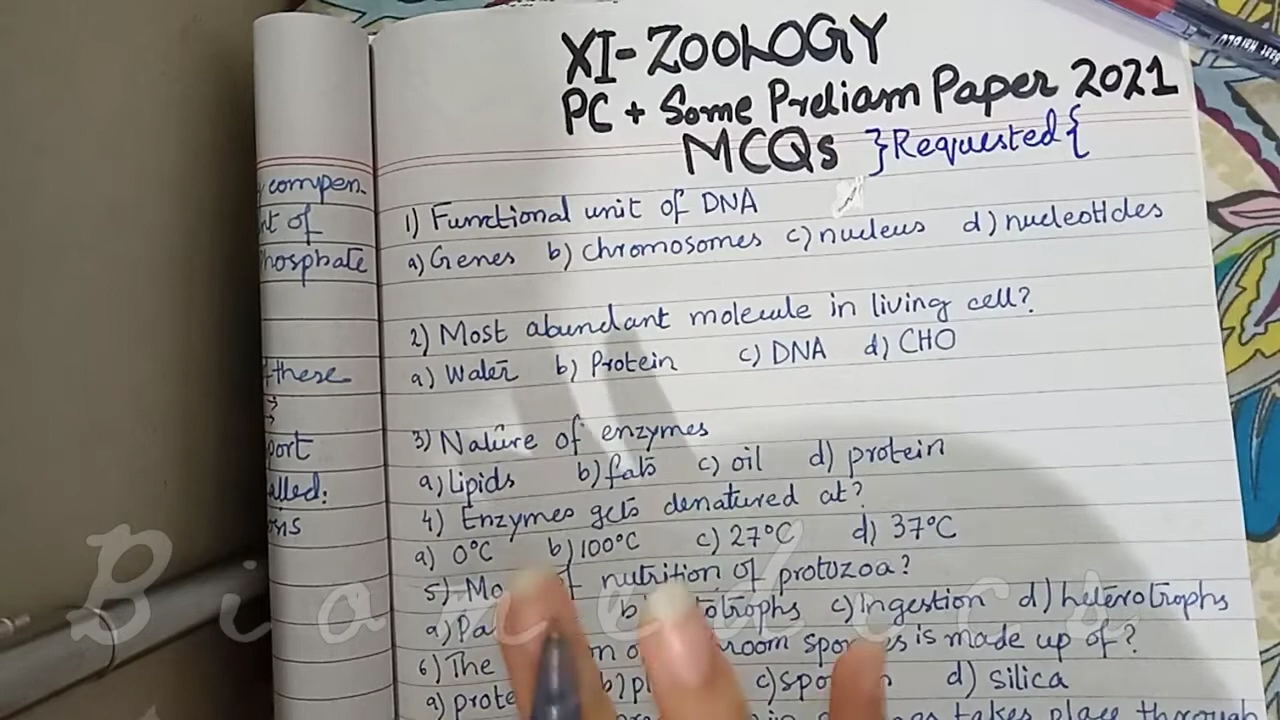 XI-ZOOLOGY
PC + Some Preliam Paper 2021
MCQs }Requested{
1) Functional unit of DNA
a) Genes b) chromosomes c) nucleus d) nucleotides
2) Most abundant molecule in living cell?
a) Water b) Protein c) DNA d) CHO
3) Nature of enzymes
a) Lipids b) fats c) oil d) protein
4) Enzymes gets denatured at?
a) 0°C b) 100°C c) 27°C d) 37°C
5) nutrition of protozoa?
a) b) c) Ingestion d) heterotrophs
6) The is made up of?
a) b) c) d) silica
takes place through
compen-
of
phosphate
these
port